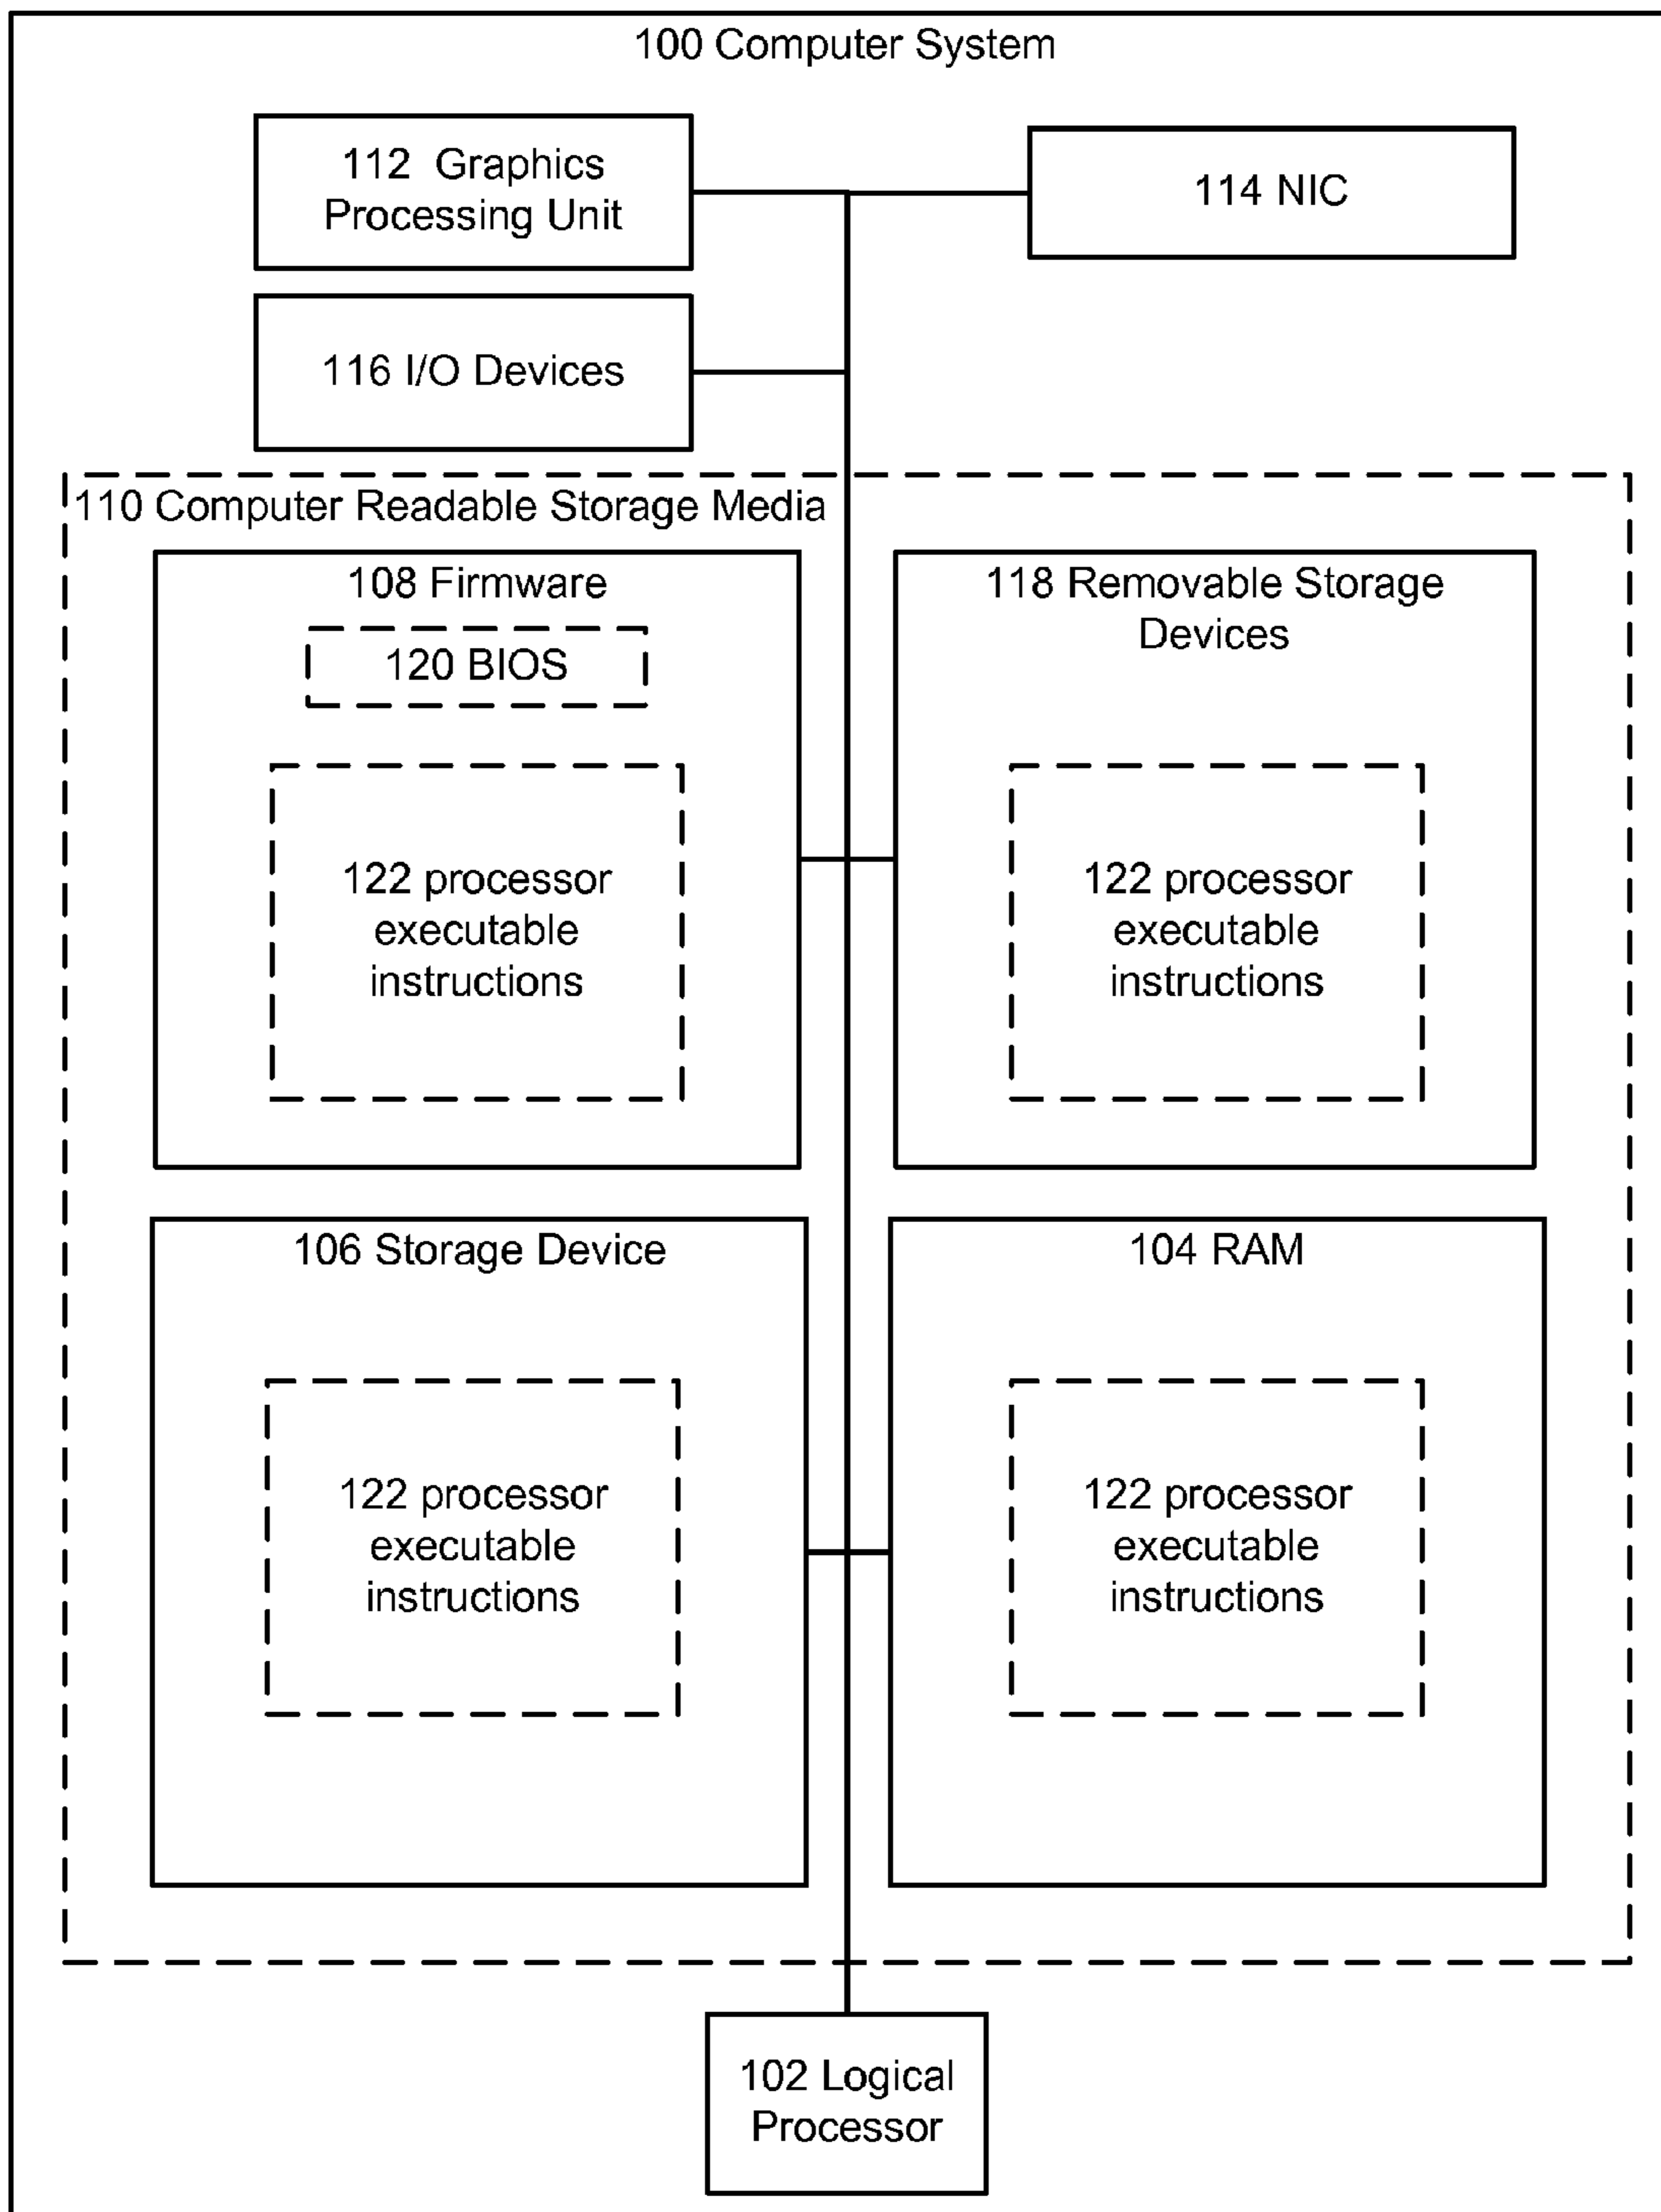 100 Computer System
112 Graphics
Processing Unit
114 NIC
116 I/O Devices
110 Computer Readable Storage Media
108 Firmware
120 BIOS
122 processor
executable
instructions
118 Removable Storage
Devices
122 processor
executable
instructions
106 Storage Device
122 processor
executable
instructions
104 RAM
122 processor
executable
instructions
102 Logical
Processor